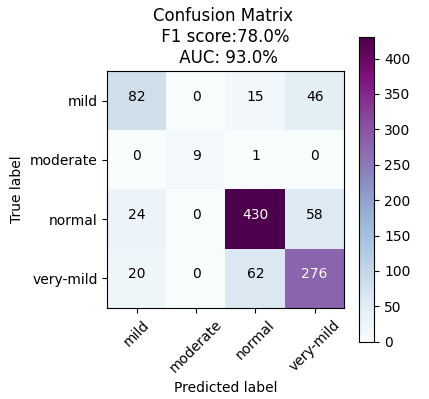 Confusion Matrix
F1 score:78.0%
AUC: 93.0%
True label
mild
82
0
15
46
moderate
0
9
1
0
normal
24
0
430
58
very-mild
20
0
62
276
mild
moderate
normal
very-mild
Predicted label
400
350
300
250
200
150
100
50
0